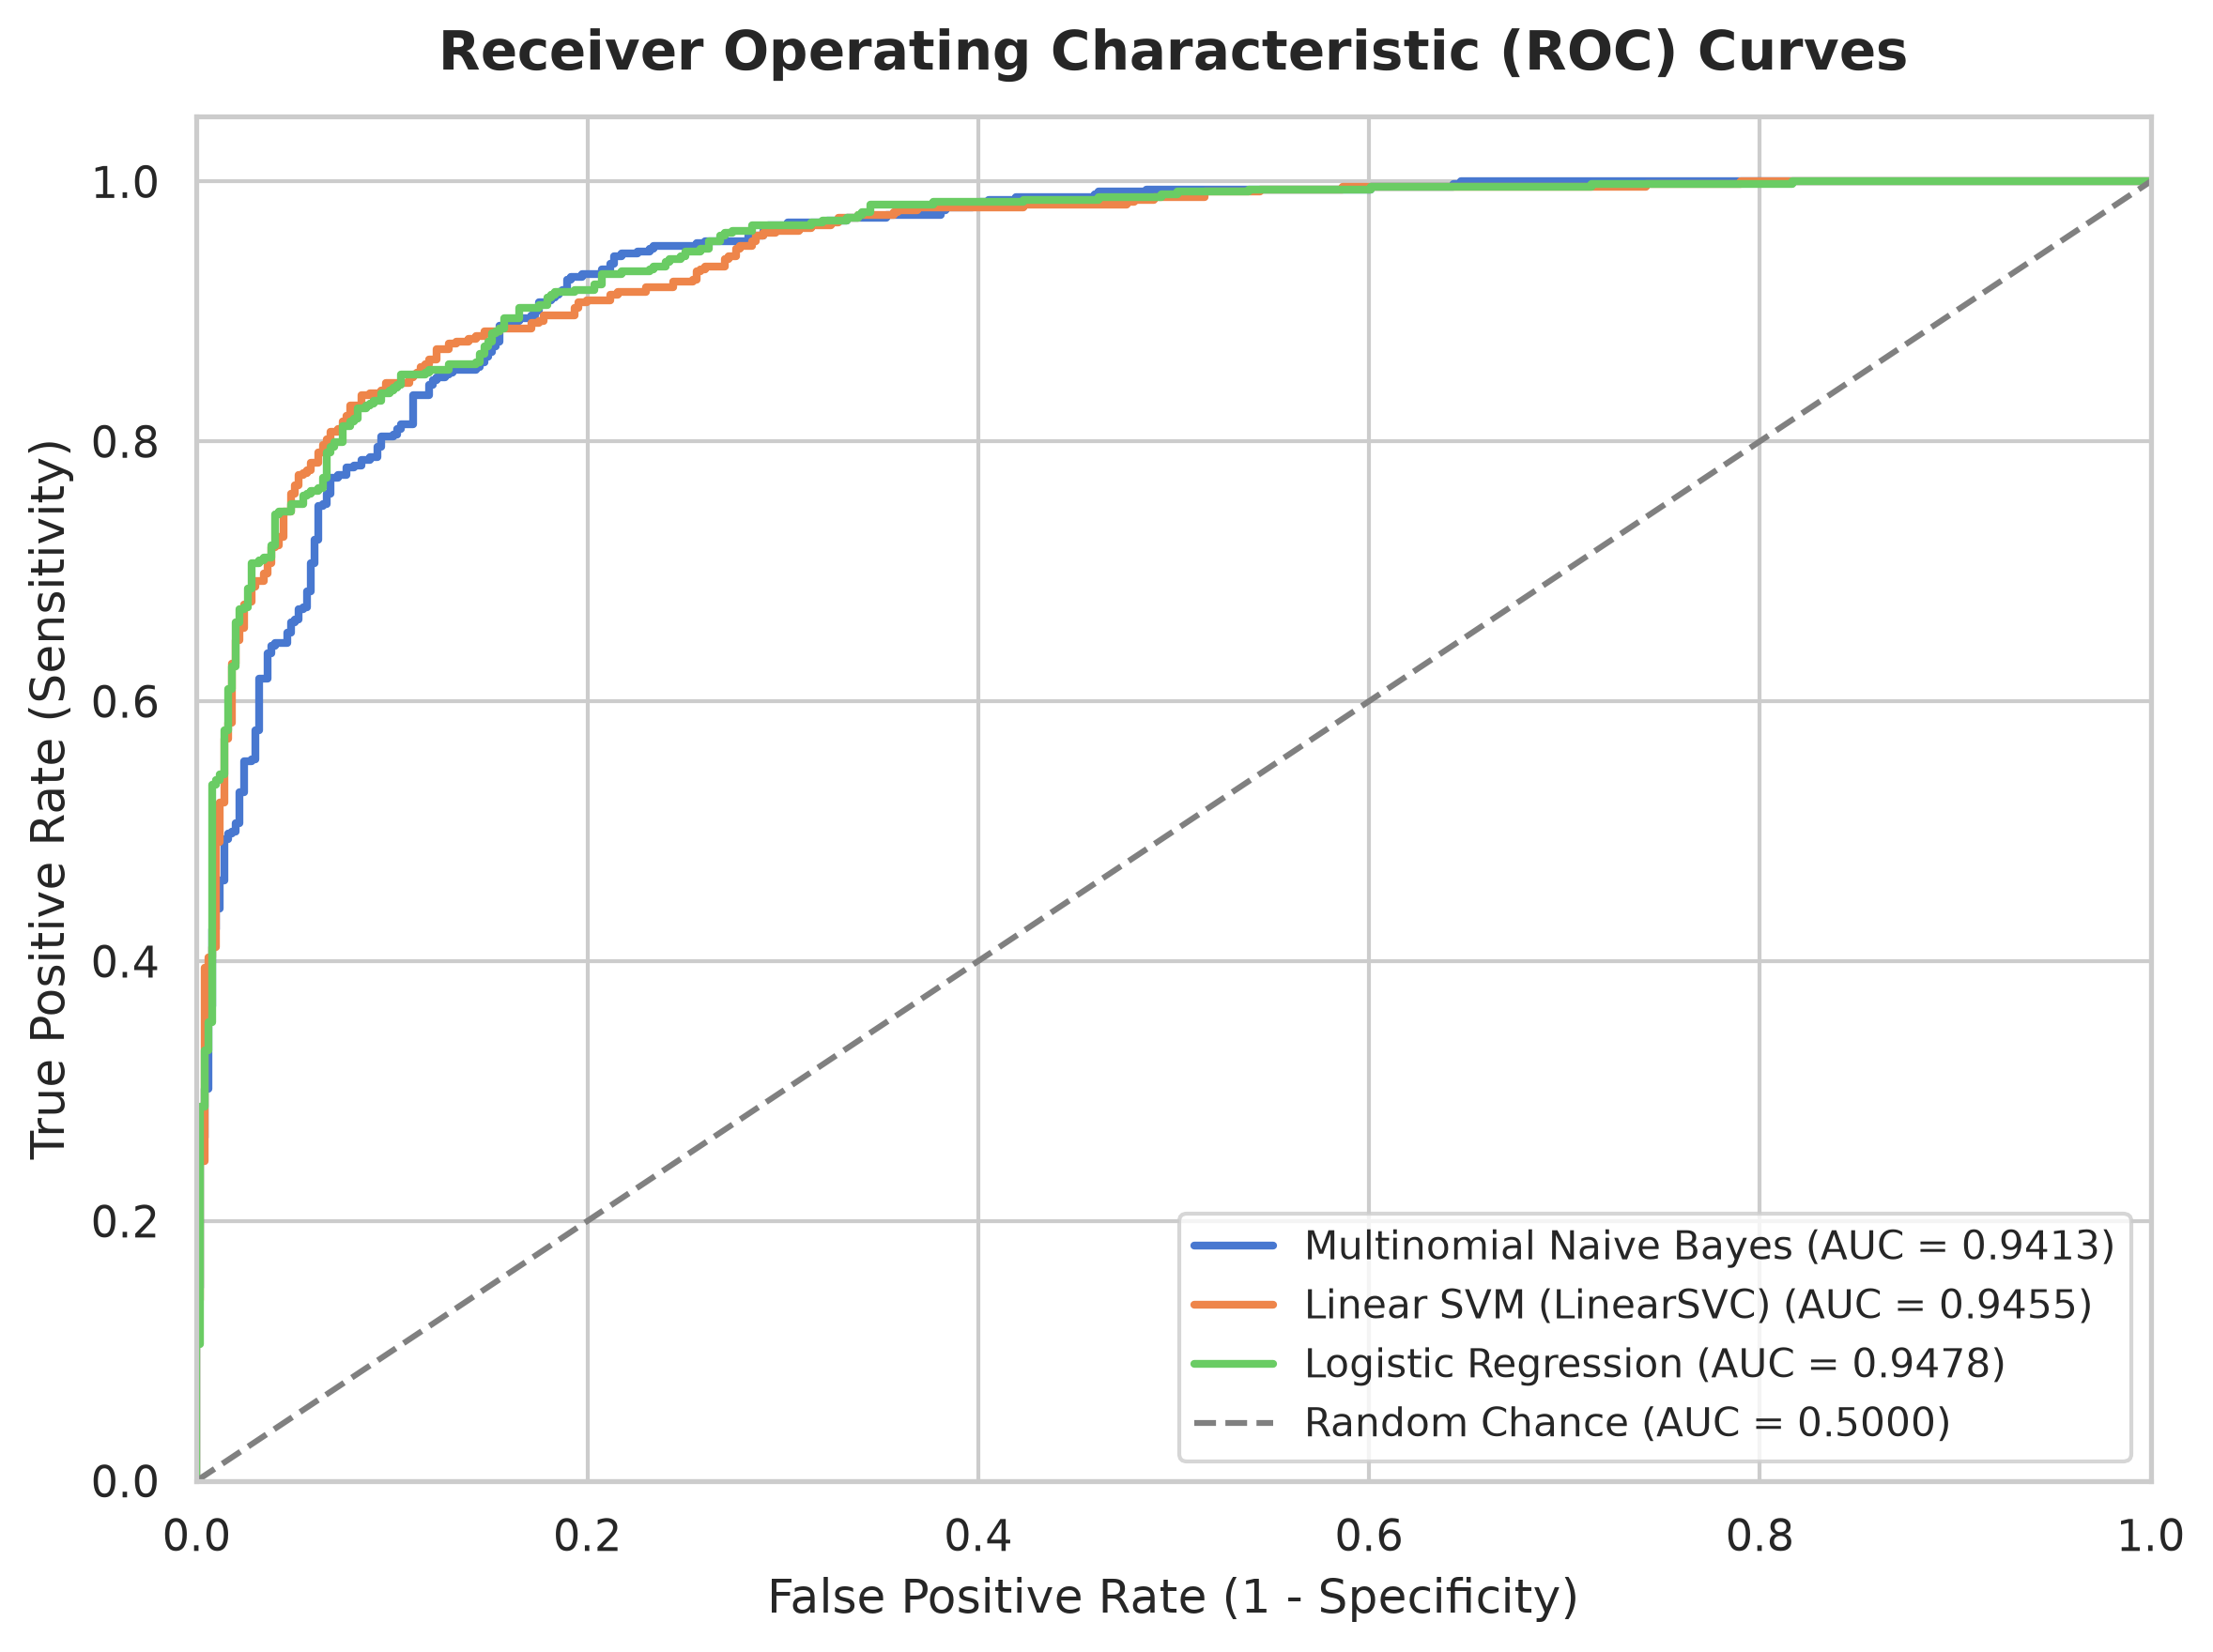 Receiver Operating Characteristic (ROC) Curves
True Positive Rate (Sensitivity)
1.0
0.8
0.6
0.4
0.2
0.0
Multinomial Naive Bayes (AUC = 0.9413)
Linear SVM (LinearSVC) (AUC = 0.9455)
Logistic Regression (AUC = 0.9478)
Random Chance (AUC = 0.5000)
0.0 0.2 0.4 0.6 0.8 1.0
False Positive Rate (1 - Specificity)